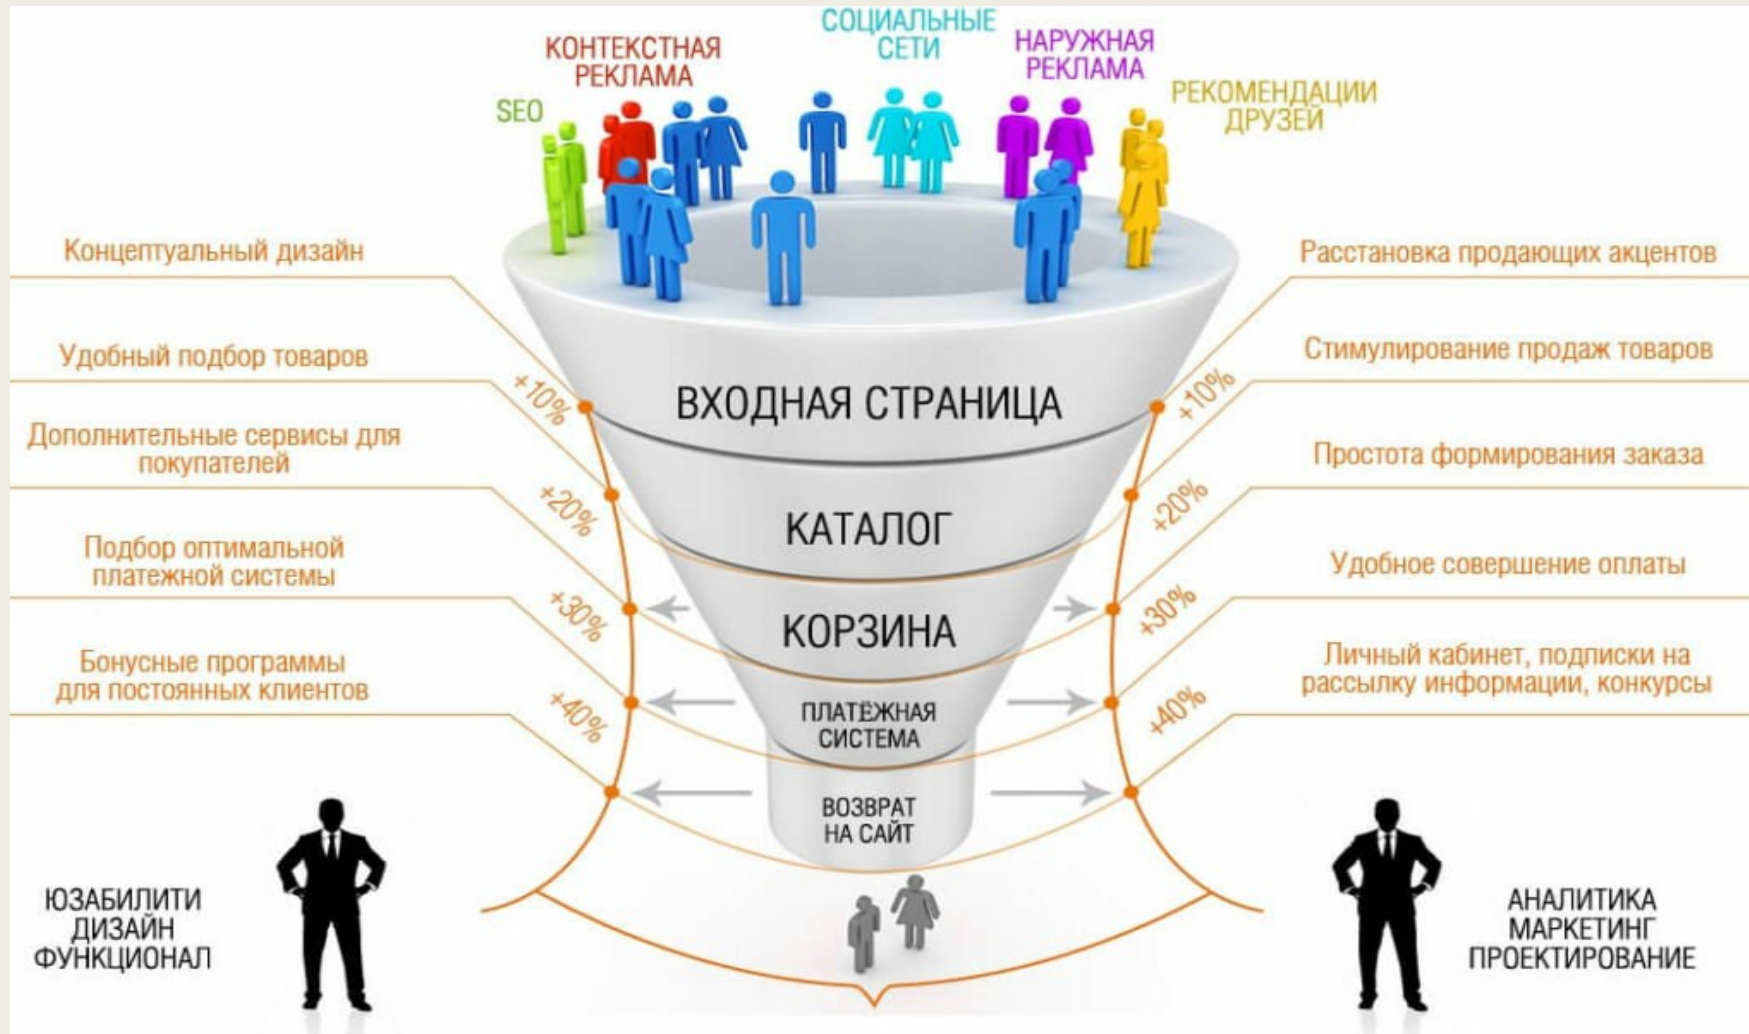 СОЦИАЛЬНЫЕ
СЕТИ
КОНТЕКСТНАЯ
РЕКЛАМА
НАРУЖНАЯ
РЕКЛАМА
SEO
РЕКОМЕНДАЦИИ
ДРУЗЕЙ
Концептуальный дизайн
Удобный подбор товаров
Дополнительные сервисы для
покупателей
Подбор оптимальной
платежной системы
Бонусные программы
для постоянных клиентов
+10%
+20%
+30%
+40%
ВХОДНАЯ СТРАНИЦА
КАТАЛОГ
КОРЗИНА
ПЛАТЁЖНАЯ
СИСТЕМА
ВОЗВРАТ
НА САЙТ
+10%
+20%
+30%
+40%
Расстановка продающих акцентов
Стимулирование продаж товаров
Простота формирования заказа
Удобное совершение оплаты
Личный кабинет, подписки на
рассылку информации, конкурсы
ЮЗАБИЛИТИ
ДИЗАЙН
ФУНКЦИОНАЛ
АНАЛИТИКА
МАРКЕТИНГ
ПРОЕКТИРОВАНИЕ